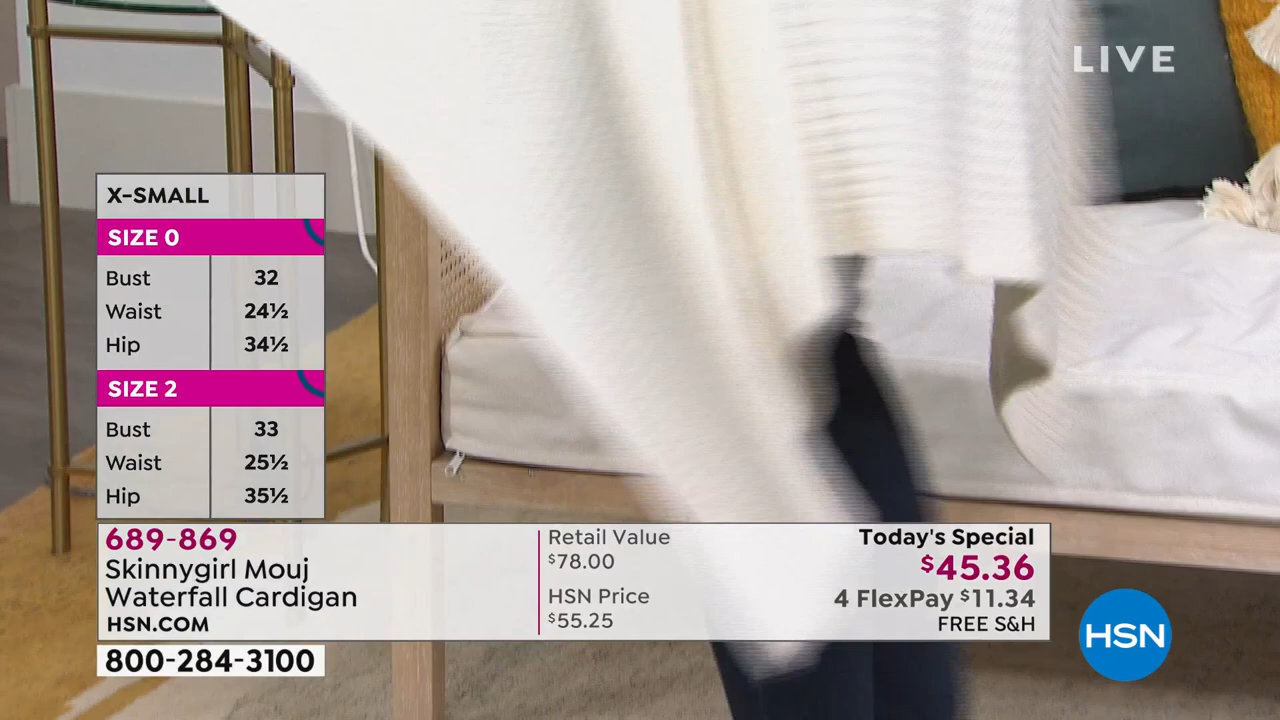 LIVE
X-SMALL
SIZE 0
Bust 32
Waist 24½
Hip 34½
SIZE 2
Bust 33
Waist 25½
Hip 35½
689-869
Skinnygirl Mouj
Waterfall Cardigan
HSN.COM
Retail Value
$78.00
HSN Price
$55.25
Today's Special
$45.36
4 FlexPay $11.34
FREE S&H
800-284-3100
HSN